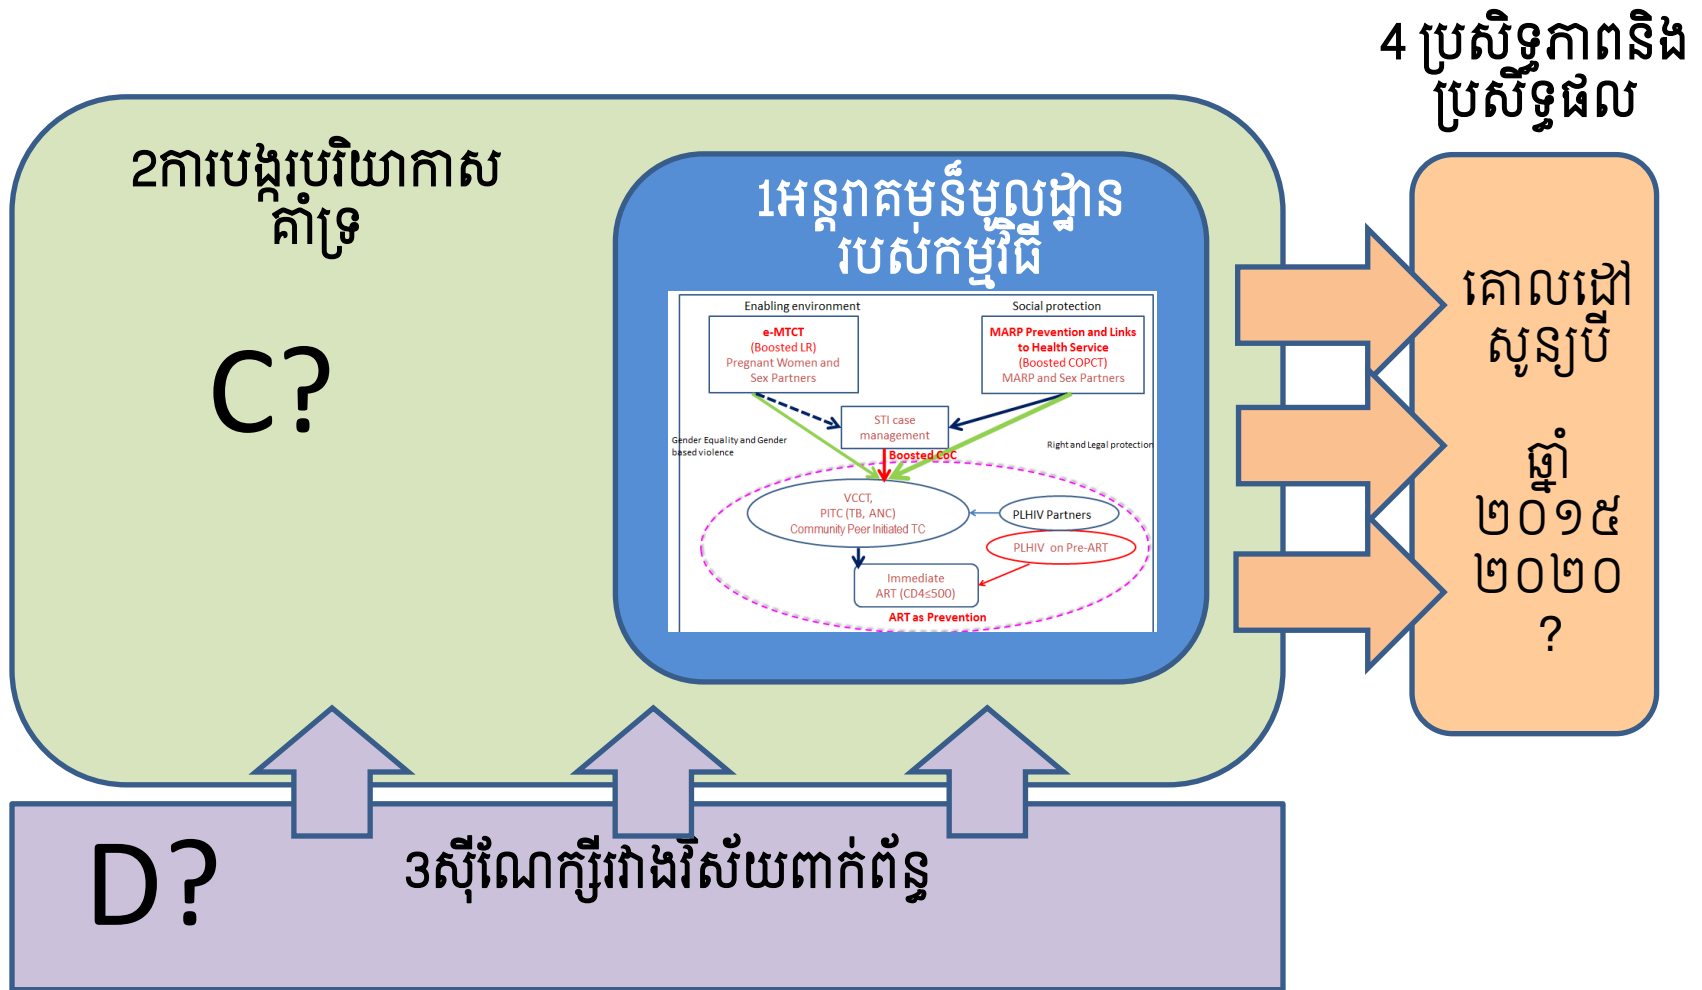 4 ប្រសិទ្ធភាពនិង
ប្រសិទ្ធផល
2ការបង្ករបរិយាកាស
គាំទ្រ
C?
1អន្តរាគមន៏មូលដ្ឋាន
របស់កម្មវិធី
Enabling environment
Social protection
e-MTCT
(Boosted LR)
Pregnant Women and
Sex Partners
MARP Prevention and Links
to Health Service
(Boosted COPCT)
MARP and Sex Partners
STI case
management
Gender Equality and Gender
based violence
Right and Legal protection
Boosted CoC
VCCT,
PITC (TB, ANC)
Community Peer Initiated TC
PLHIV Partners
PLHIV on Pre-ART
Immediate
ART (CD4≤500)
ART as Prevention
គោលដៅ
សូន្យបី
ឆ្នាំ
២០១៥
២០២០
?
D?
3ស៊ីណែក្សីរវាងវិស័យពាក់ព័ន្ធ